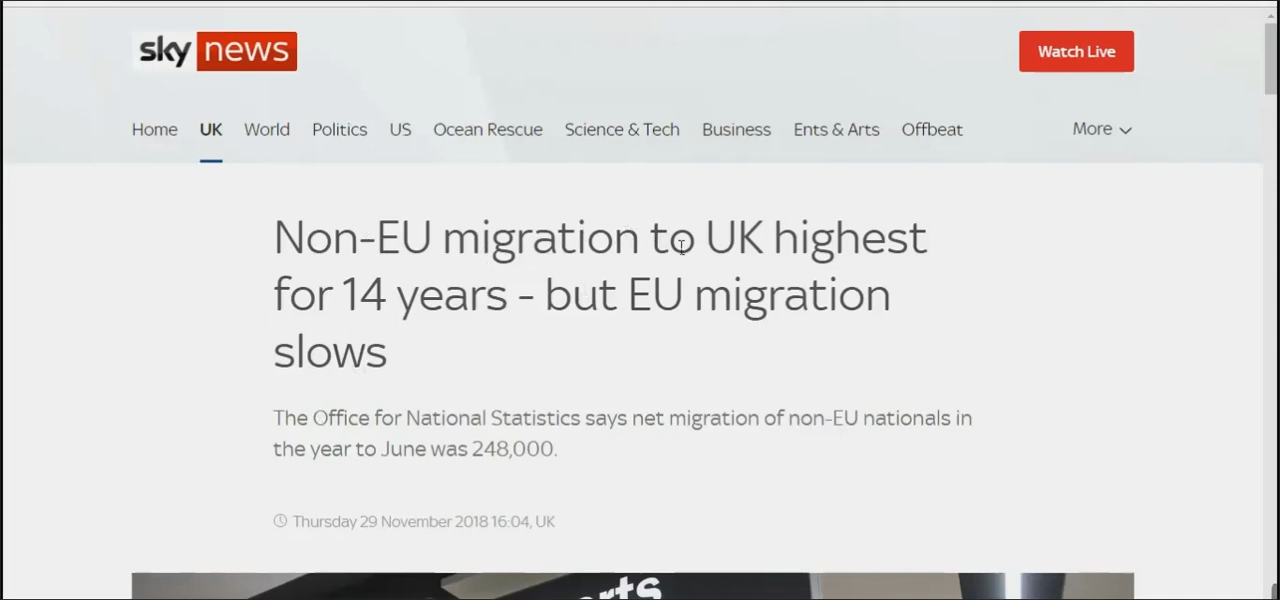 sky news
Watch Live
Home UK World Politics US Ocean Rescue Science & Tech Business Ents & Arts Offbeat More
Non-EU migration to UK highest
for 14 years - but EU migration
slows
The Office for National Statistics says net migration of non-EU nationals in
the year to June was 248,000.
Thursday 29 November 2018 16:04, UK